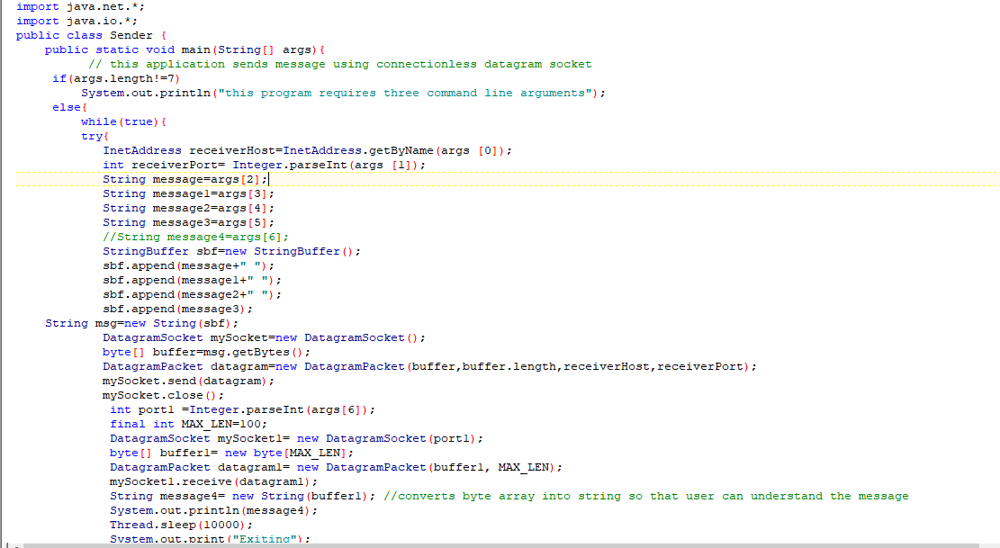 import java.net.*;
import java.io.*;
public class Sender {
    public static void main(String[] args){
          // this application sends message using connectionless datagram socket
     if(args.length!=7)
         System.out.println("this program requires three command line arguments");
     else{
         while(true){
         try{
            InetAddress receiverHost=InetAddress.getByName(args [0]);
            int receiverPort= Integer.parseInt(args [1]);
            String message=args[2];
            String message1=args[3];
            String message2=args[4];
            String message3=args[5];
            //String message4=args[6];
            StringBuffer sbf=new StringBuffer();
            sbf.append(message+" ");
            sbf.append(message1+" ");
            sbf.append(message2+" ");
            sbf.append(message3);
    String msg=new String(sbf);
            DatagramSocket mySocket=new DatagramSocket();
            byte[] buffer=msg.getBytes();
            DatagramPacket datagram=new DatagramPacket(buffer,buffer.length,receiverHost,receiverPort);
            mySocket.send(datagram);
            mySocket.close();
             int port1 =Integer.parseInt(args[6]);
             final int MAX_LEN=100;
             DatagramSocket mySocket1= new DatagramSocket(port1);
             byte[] buffer1= new byte[MAX_LEN];
             DatagramPacket datagram1= new DatagramPacket(buffer1, MAX_LEN);
             mySocket1.receive(datagram1);
             String message4= new String(buffer1); //converts byte array into string so that user can understand the message
             System.out.println(message4);
             Thread.sleep(10000);
             System.out.print("Exiting");